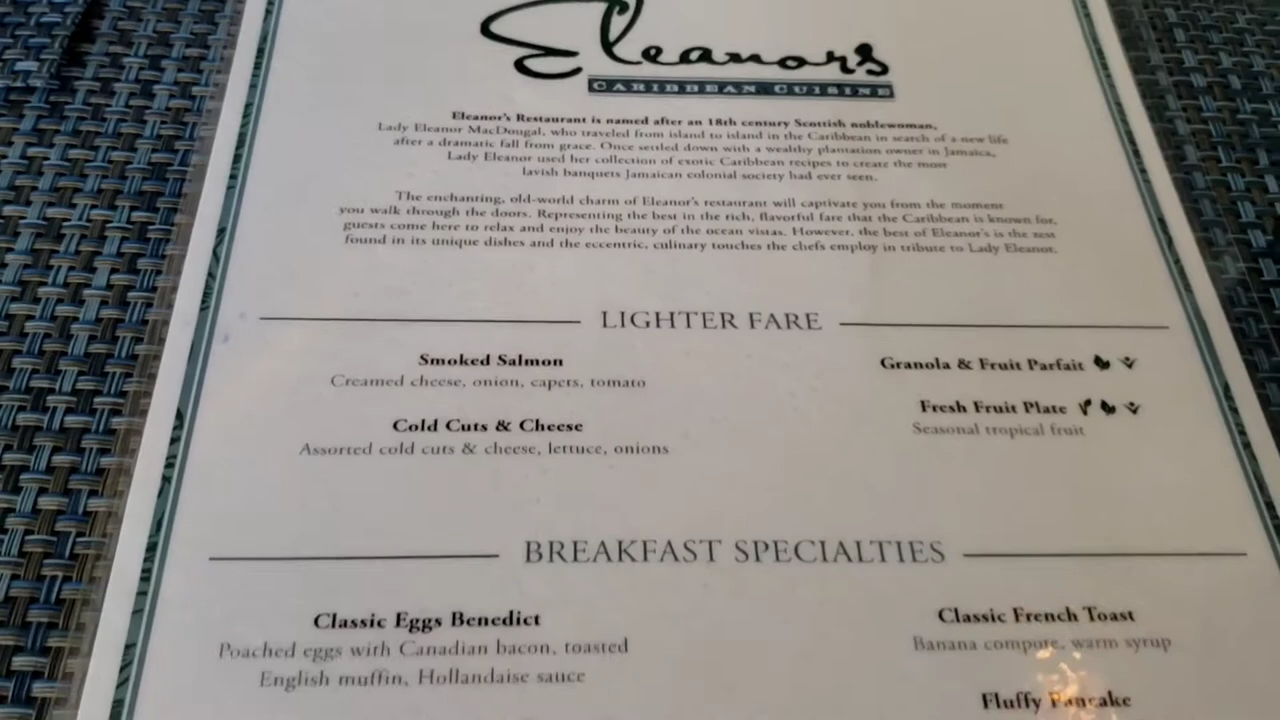 Eleanor's
CARIBBEAN CUISINE
Eleanor's Restaurant is named after an 18th century Scottish noblewoman,
Lady Eleanor MacDougal, who traveled from island to island in the Caribbean in search of a new life
after a dramatic fall from grace. Once settled down with a wealthy plantation owner in Jamaica,
Lady Eleanor used her collection of exotic Caribbean recipes to create the most
lavish banquets Jamaican colonial society had ever seen.
The enchanting, old-world charm of Eleanor's restaurant will captivate you from the moment
you walk through the doors. Representing the best in the rich, flavorful fare that the Caribbean is known for,
guests come here to relax and enjoy the beauty of the ocean vistas. However, the best of Eleanor's is the zest
found in its unique dishes and the eccentric, culinary touches the chefs employ in tribute to Lady Eleanor.
LIGHTER FARE
Smoked Salmon
Creamed cheese, onion, capers, tomato
Cold Cuts & Cheese
Assorted cold cuts & cheese, lettuce, onions
Granola & Fruit Parfait
Fresh Fruit Plate
Seasonal tropical fruit
BREAKFAST SPECIALTIES
Classic Eggs Benedict
Poached eggs with Canadian bacon, toasted
English muffin, Hollandaise sauce
Classic French Toast
Banana compote, warm syrup
Fluffy Pancake